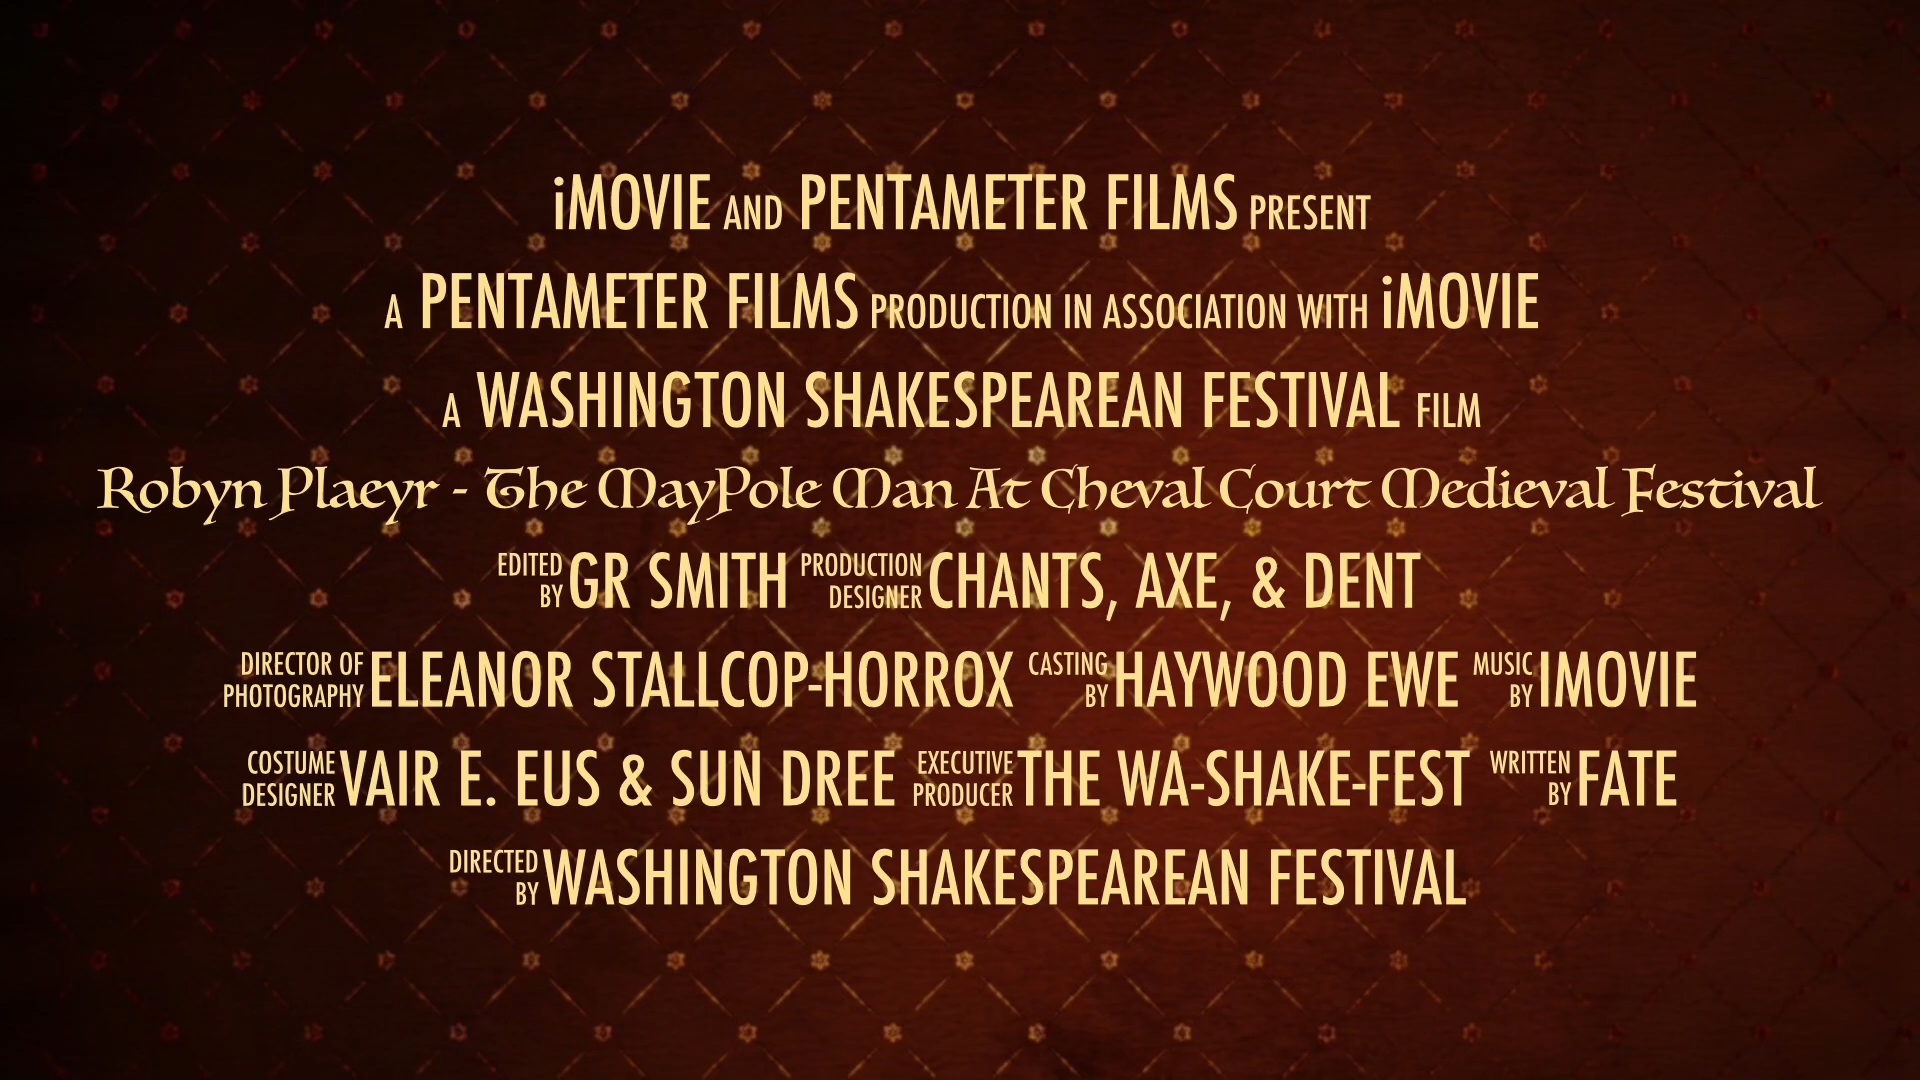 iMOVIE AND PENTAMETER FILMS PRESENT
A PENTAMETER FILMS PRODUCTION IN ASSOCIATION WITH iMOVIE
A WASHINGTON SHAKESPEAREAN FESTIVAL FILM
Robyn Plaeyr - The MayPole Man At Cheval Court Medieval Festival
EDITED BY GR SMITH PRODUCTION DESIGNER CHANTS, AXE, & DENT
DIRECTOR OF PHOTOGRAPHY ELEANOR STALLCOP-HORROX CASTING BY HAYWOOD EWE MUSIC BY IMOVIE
COSTUME DESIGNER VAIR E. EUS & SUN DREE EXECUTIVE PRODUCER THE WA-SHAKE-FEST WRITTEN BY FATE
DIRECTED BY WASHINGTON SHAKESPEAREAN FESTIVAL